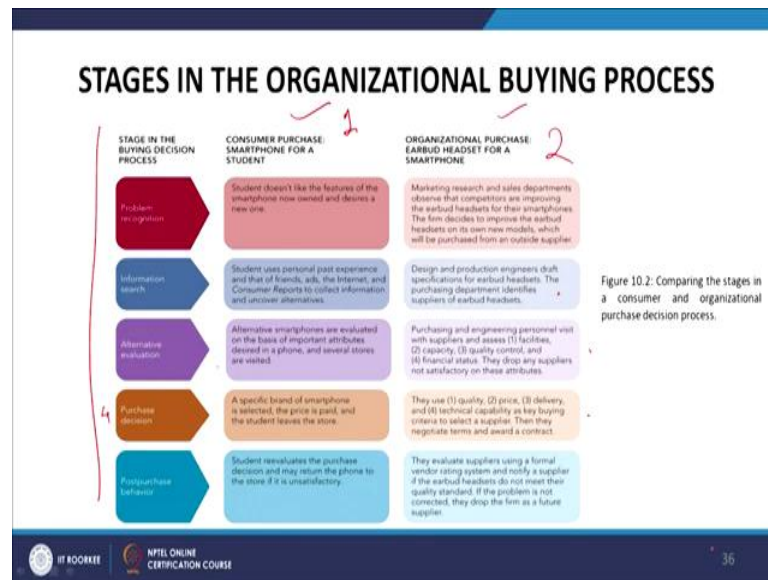 STAGES IN THE ORGANIZATIONAL BUYING PROCESS
1
2
STAGE IN THE
BUYING DECISION
PROCESS
CONSUMER PURCHASE:
SMARTPHONE FOR A
STUDENT
ORGANIZATIONAL PURCHASE:
EARBUD HEADSET FOR A
SMARTPHONE
Problem
recognition
Student doesn't like the features of the
smartphone now owned and desires a
new one.
Marketing research and sales departments
observe that competitors are improving
the earbud headsets for their smartphones.
The firm decides to improve the earbud
headsets on its own new models, which
will be purchased from an outside supplier.
Information
search
Student uses personal past experience
and that of friends, ads, the Internet, and
Consumer Reports to collect information
and uncover alternatives.
Design and production engineers draft
specifications for earbud headsets. The
purchasing department identifies
suppliers of earbud headsets.
Alternative
evaluation
Alternative smartphones are evaluated
on the basis of important attributes
desired in a phone, and several stores
are visited.
Purchasing and engineering personnel visit
with suppliers and assess (1) facilities,
(2) capacity, (3) quality control, and
(4) financial status. They drop any suppliers
not satisfactory on these attributes.
4
Purchase
decision
A specific brand of smartphone
is selected, the price is paid, and
the student leaves the store.
They use (1) quality, (2) price, (3) delivery,
and (4) technical capability as key buying
criteria to select a supplier. Then they
negotiate terms and award a contract.
Postpurchase
behavior
Student reevaluates the purchase
decision and may return the phone to
the store if it is unsatisfactory.
They evaluate suppliers using a formal
vendor rating system and notify a supplier
if the earbud headsets do not meet their
quality standard. If the problem is not
corrected, they drop the firm as a future
supplier.
Figure 10.2: Comparing the stages in
a consumer and organizational
purchase decision process.
IIT ROORKEE
NPTEL ONLINE
CERTIFICATION COURSE
36